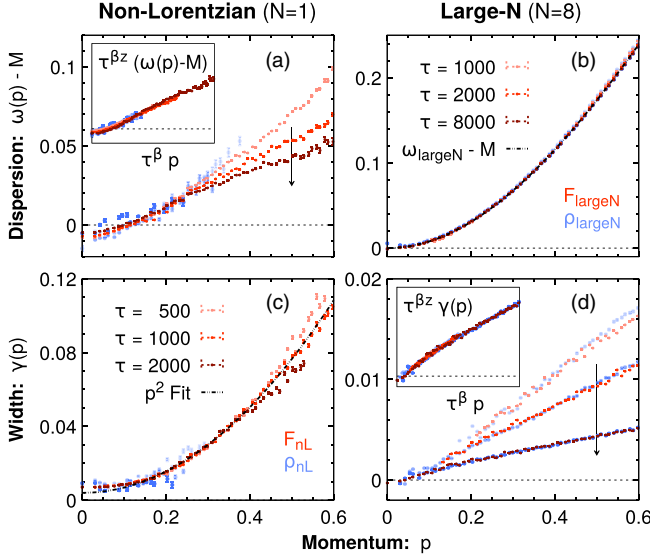 Non-Lorentzian (N=1)
Large-N (N=8)
Dispersion: ω(p) - M
0.1
0.05
0
(a)
τ^βz (ω(p)-M)
τ^β p
0.2
0.1
0
(b)
τ = 1000
τ = 2000
τ = 8000
ω_largeN - M
F_largeN
ρ_largeN
Width: γ(p)
0.12
0.08
0.04
0
(c)
τ = 500
τ = 1000
τ = 2000
p² Fit
F_nL
ρ_nL
0 0.2 0.4 0.6
0.02
0.01
0
(d)
τ^βz γ(p)
τ^β p
0 0.2 0.4 0.6
Momentum: p